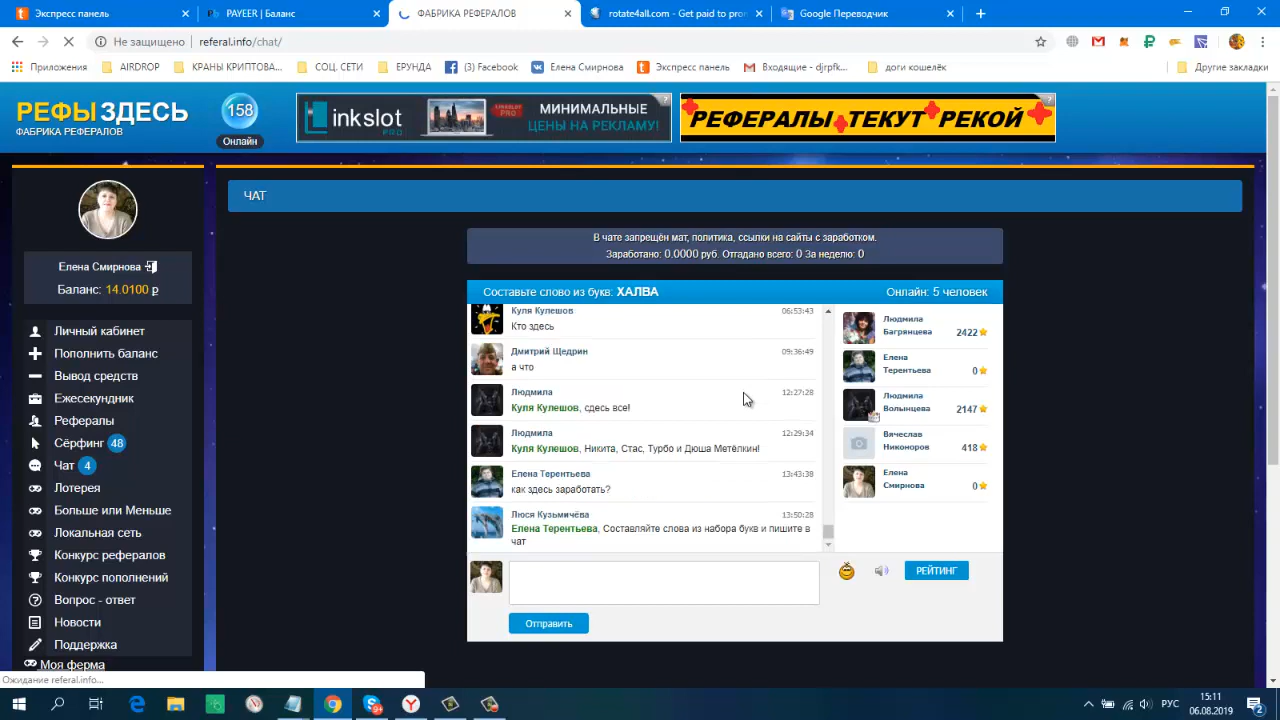 Экспресс панель
PAYEER | Баланс
ФАБРИКА РЕФЕРАЛОВ
rotate4all.com - Get paid to pro
Google Переводчик
Не защищено
referal.info/chat/
Приложения
AIRDROP
КРАНЫ КРИПТОВА...
СОЦ. СЕТИ
ЕРУНДА
(3) Facebook
Елена Смирнова
Экспресс панель
Входящие - djrpfk...
доги кошелёк
Другие закладки
РЕФЫ ЗДЕСЬ
ФАБРИКА РЕФЕРАЛОВ
158
Онлайн
inkslot
МИНИМАЛЬНЫЕ
ЦЕНЫ НА РЕКЛАМУ!
РЕФЕРАЛЫ ТЕКУТ РЕКОЙ
Елена Смирнова
Баланс: 14.0100 р
Личный кабинет
Пополнить баланс
Вывод средств
Ежесекундник
Рефералы
Сёрфинг 48
Чат 4
Лотерея
Больше или Меньше
Локальная сеть
Конкурс рефералов
Конкурс пополнений
Вопрос - ответ
Новости
Поддержка
Моя ферма
ЧАТ
В чате запрещён мат, политика, ссылки на сайты с заработком.
Заработано: 0.0000 руб. Отгадано всего: 0 За неделю: 0
Составьте слово из букв: ХАЛВА
Онлайн: 5 человек
Куля Кулешов 06:53:43
Кто здесь
Дмитрий Щедрин 09:36:49
а что
Людмила 12:27:28
Куля Кулешов, сдесь все!
Людмила 12:29:34
Куля Кулешов, Никита, Стас, Турбо и Дюша Метёлкин!
Елена Терентьева 13:43:38
как здесь заработать?
Люся Кузьмичёва 13:50:28
Елена Терентьева, Составляйте слова из набора букв и пишите в
чат
Людмила
Багрянцева 2422
Елена
Терентьева 0
Людмила
Волынцева 2147
Вячеслав
Никоноров 418
Елена
Смирнова 0
РЕЙТИНГ
Отправить
Ожидание referal.info...
РУС
15:11
06.08.2019
2